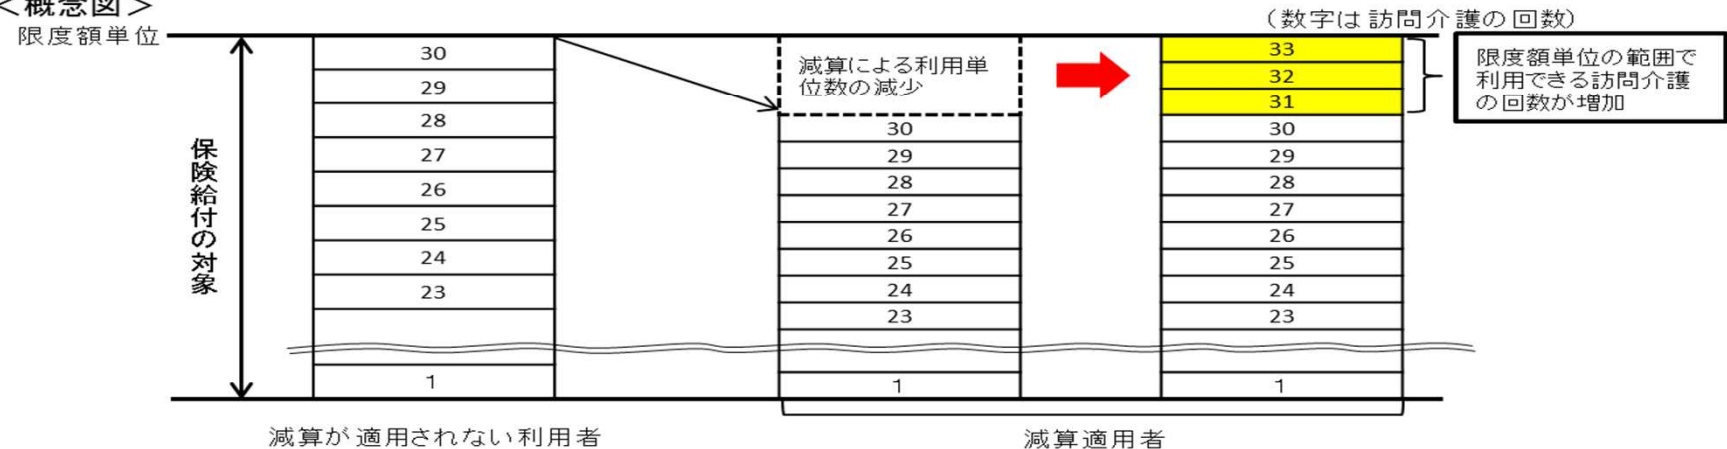 <概念図>
(数字は訪問介護の回数)
限度額単位
保険給付の対象
30
29
28
27
26
25
24
23
1
減算による利用単
位数の減少
30
29
28
27
26
25
24
23
1
33
32
31
30
29
28
27
26
25
24
23
1
限度額単位の範囲で
利用できる訪問介護
の回数が増加
減算が適用されない利用者
減算適用者